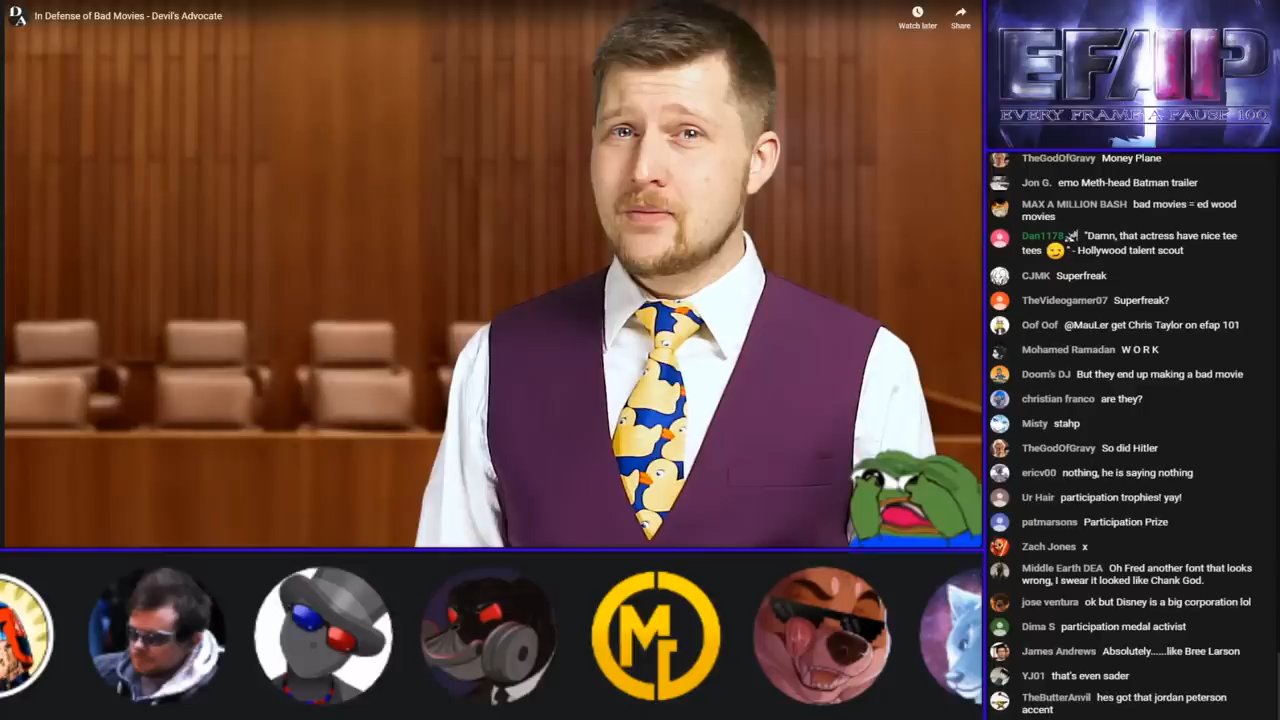 D
A
In Defense of Bad Movies - Devil's Advocate
Watch later
Share
EFAP
EVERY FRAME A PAUSE 100
TheGodOfGravy Money Plane
Jon G. emo Meth-head Batman trailer
MAX A MILLION BASH bad movies = ed wood
movies
Dan1178 "Damn, that actress have nice tee
tees 😏" - Hollywood talent scout
CJMK Superfreak
TheVideogamer07 Superfreak?
Oof Oof @MauLer get Chris Taylor on efap 101
Mohamed Ramadan W O R K
Doom's DJ But they end up making a bad movie
christian franco are they?
Misty stahp
TheGodOfGravy So did Hitler
ericv00 nothing, he is saying nothing
Ur Hair participation trophies! yay!
patmarsons Participation Prize
Zach Jones x
Middle Earth DEA Oh Fred another font that looks
wrong, I swear it looked like Chank God.
jose ventura ok but Disney is a big corporation lol
Dima S participation medal activist
James Andrews Absolutely......like Bree Larson
YJ01 that's even sader
TheButterAnvil hes got that jordan peterson
accent